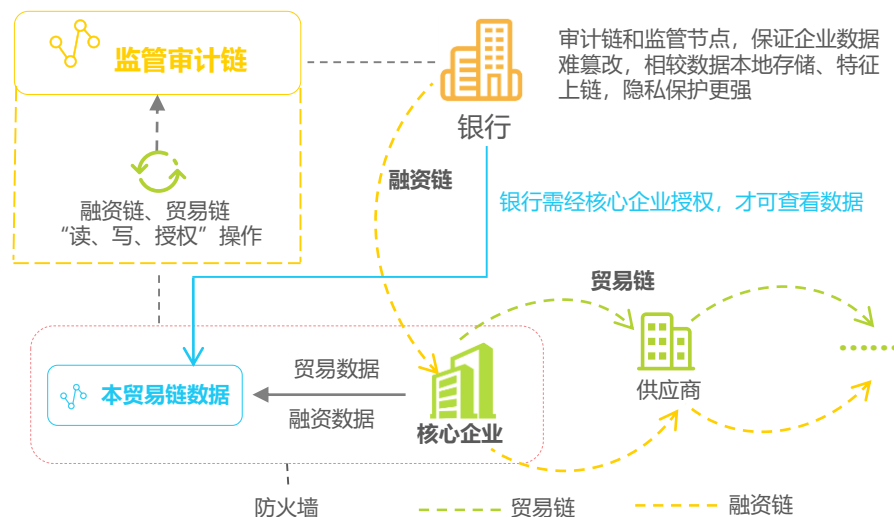 监管审计链
审计链和监管节点，保证企业数据
难篡改，相较数据本地存储、特征
上链，隐私保护更强
银行
融资链
融资链、贸易链
“读、写、授权”操作
银行需经核心企业授权，才可查看数据
贸易链
本贸易链数据
贸易数据
融资数据
核心企业
供应商
防火墙
贸易链
融资链